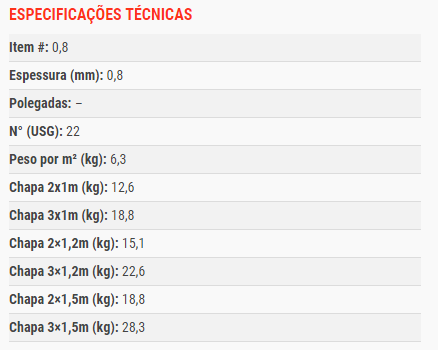 ESPECIFICAÇÕES TÉCNICAS
Item #: 0,8
Espessura (mm): 0,8
Polegadas: –
N° (USG): 22
Peso por m² (kg): 6,3
Chapa 2x1m (kg): 12,6
Chapa 3x1m (kg): 18,8
Chapa 2×1,2m (kg): 15,1
Chapa 3×1,2m (kg): 22,6
Chapa 2×1,5m (kg): 18,8
Chapa 3×1,5m (kg): 28,3